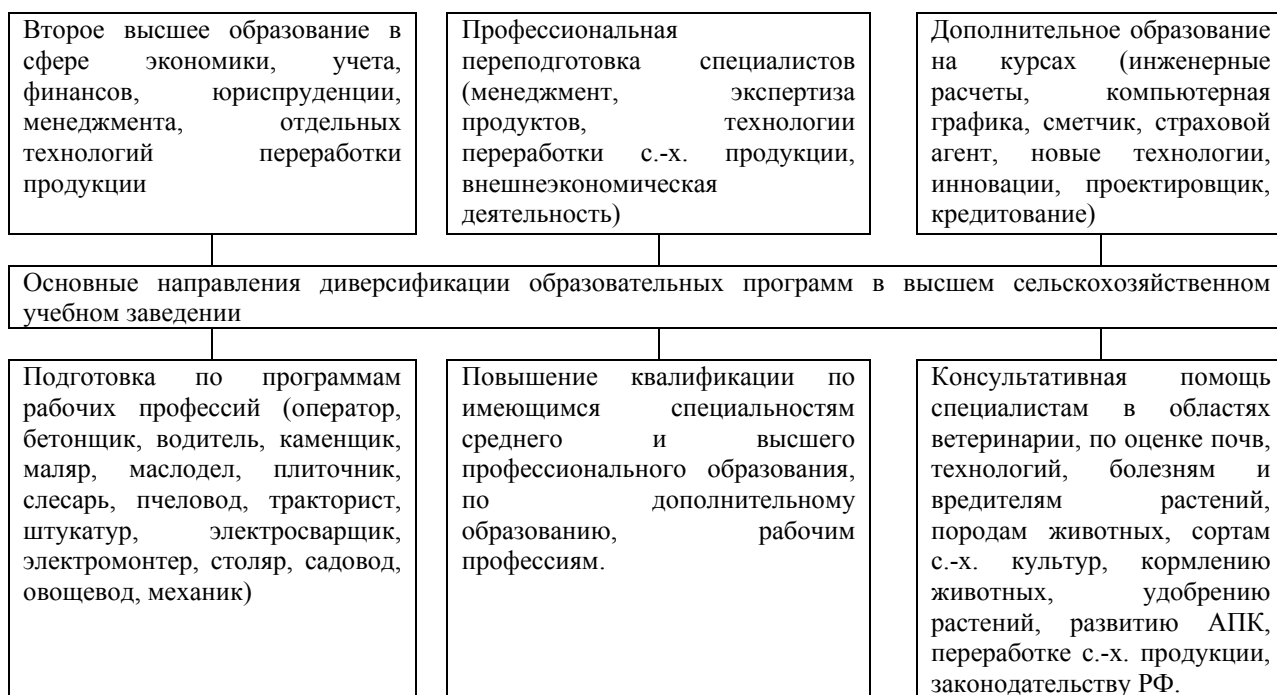 Второе высшее образование в
сфере экономики, учета,
финансов, юриспруденции,
менеджмента, отдельных
технологий переработки
продукции
Профессиональная
переподготовка специалистов
(менеджмент, экспертиза
продуктов, технологии
переработки с.-х. продукции,
внешнеэкономическая
деятельность)
Дополнительное образование
на курсах (инженерные
расчеты, компьютерная
графика, сметчик, страховой
агент, новые технологии,
инновации, проектировщик,
кредитование)
Основные направления диверсификации образовательных программ в высшем сельскохозяйственном
учебном заведении
Подготовка по программам
рабочих профессий (оператор,
бетонщик, водитель, каменщик,
маляр, маслодел, плиточник,
слесарь, пчеловод, тракторист,
штукатур, электросварщик,
электромонтер, столяр, садовод,
овощевод, механик)
Повышение квалификации по
имеющимся специальностям
среднего и высшего
профессионального образования,
по дополнительному
образованию, рабочим
профессиям.
Консультативная помощь
специалистам в областях
ветеринарии, по оценке почв,
технологий, болезням и
вредителям растений,
породам животных, сортам
с.-х. культур, кормлению
животных, удобрению
растений, развитию АПК,
переработке с.-х. продукции,
законодательству РФ.